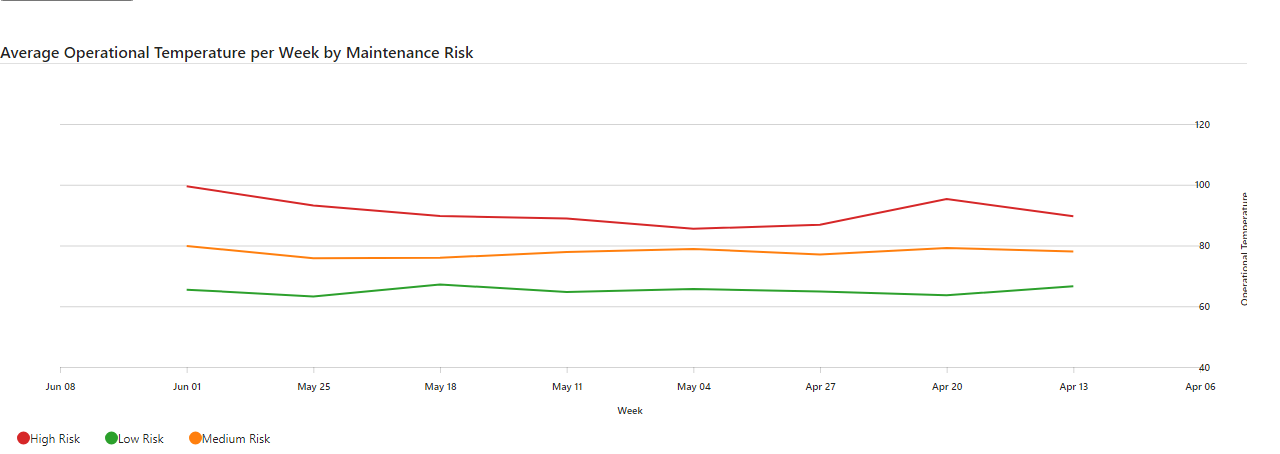 Average Operational Temperature per Week by Maintenance Risk
120
100
80
60
40
Operational Temperature
Jun 08 Jun 01 May 25 May 18 May 11 May 04 Apr 27 Apr 20 Apr 13 Apr 06
Week
High Risk Low Risk Medium Risk